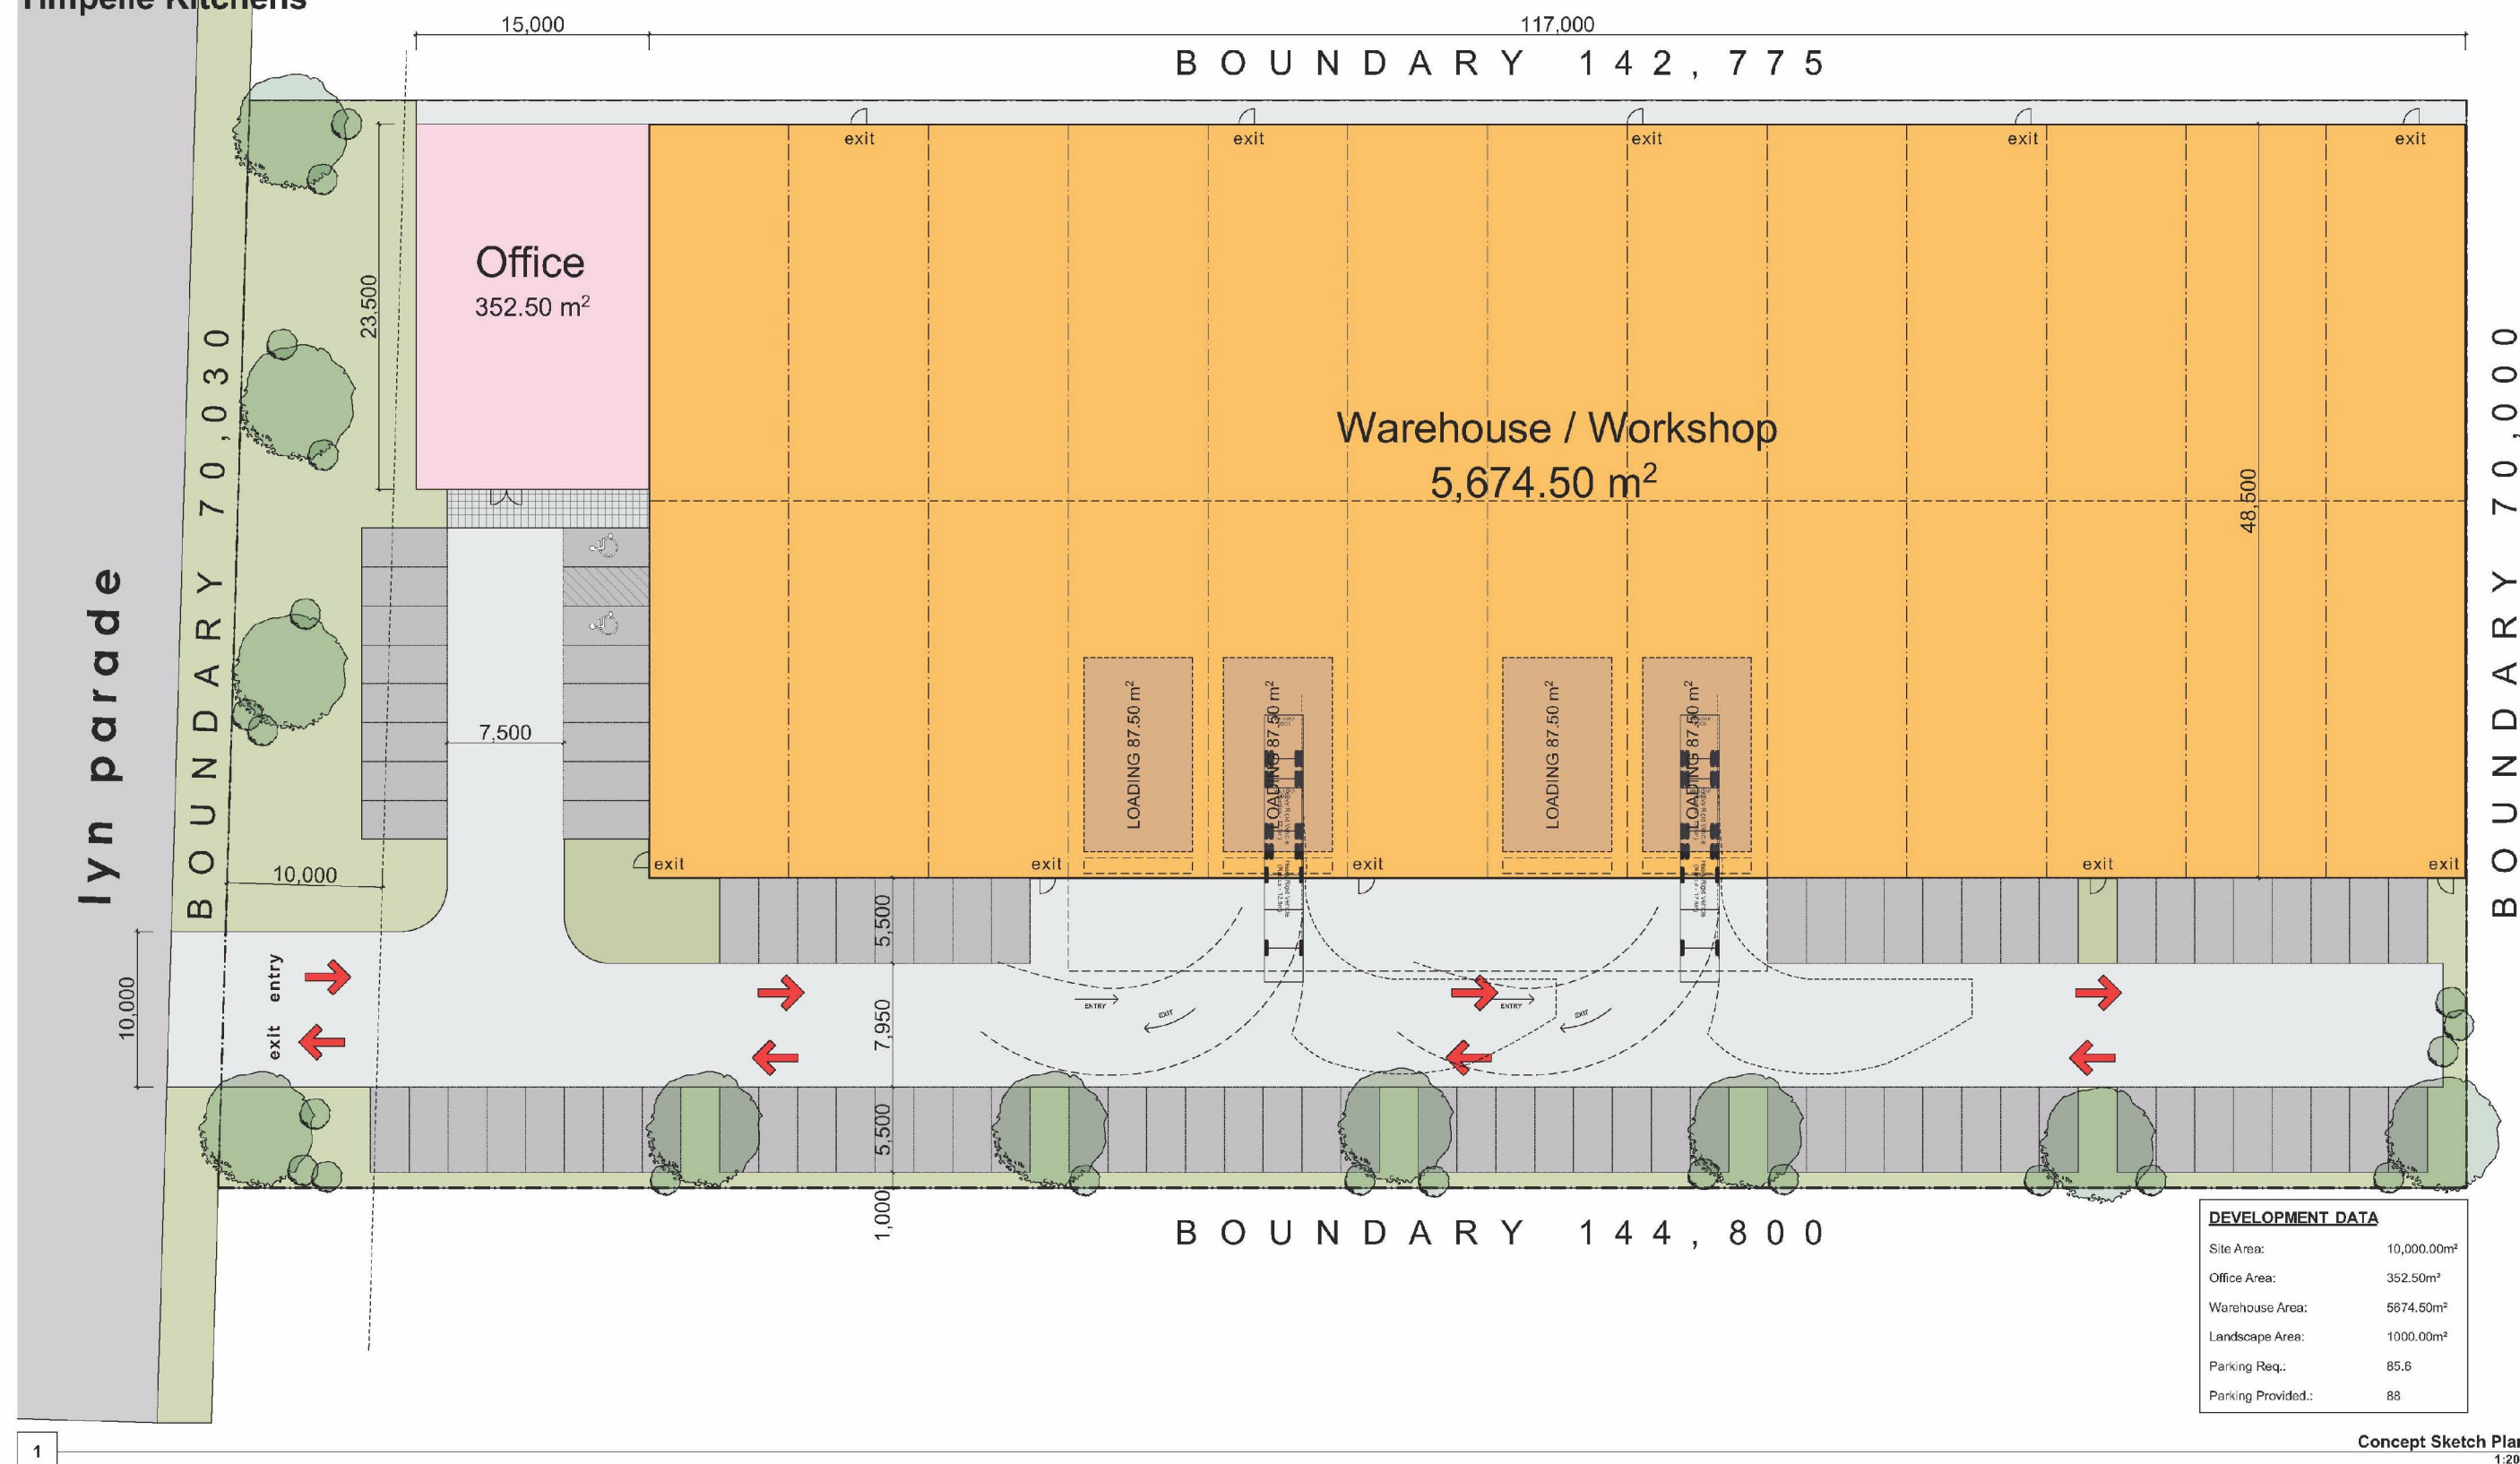 15,000
117,000
BOUNDARY 142,775
exit
exit
exit
exit
exit
Office
352.50 m²
23,500
BOUNDARY 70,030
lyn parade
Warehouse / Workshop
5,674.50 m²
48,500
BOUNDARY 70,000
7,500
10,000
LOADING 87.50 m²
LOADING 87.50 m²
LOADING 87.50 m²
LOADING 87.50 m²
exit
exit
exit
exit
exit
5,500
10,000
entry
exit
7,950
ENTRY
EXIT
ENTRY
EXIT
5,500
1,000
BOUNDARY 144,800
DEVELOPMENT DATA
Site Area: 10,000.00m²
Office Area: 352.50m²
Warehouse Area: 5674.50m²
Landscape Area: 1000.00m²
Parking Req.: 85.6
Parking Provided.: 88
1
Concept Sketch Pla
1:20